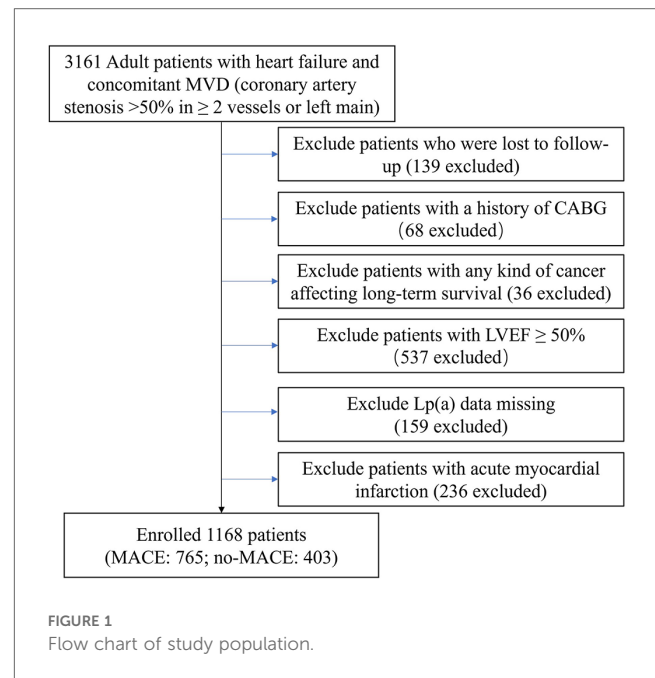 3161 Adult patients with heart failure and
concomitant MVD (coronary artery
stenosis >50% in ≥ 2 vessels or left main)
Exclude patients who were lost to follow-
up (139 excluded)
Exclude patients with a history of CABG
（68 excluded）
Exclude patients with any kind of cancer
affecting long-term survival (36 excluded)
Exclude patients with LVEF ≥ 50%
（537 excluded）
Exclude Lp(a) data missing
(159 excluded)
Exclude patients with acute myocardial
infarction (236 excluded)
Enrolled 1168 patients
(MACE: 765; no-MACE: 403)
FIGURE 1
Flow chart of study population.